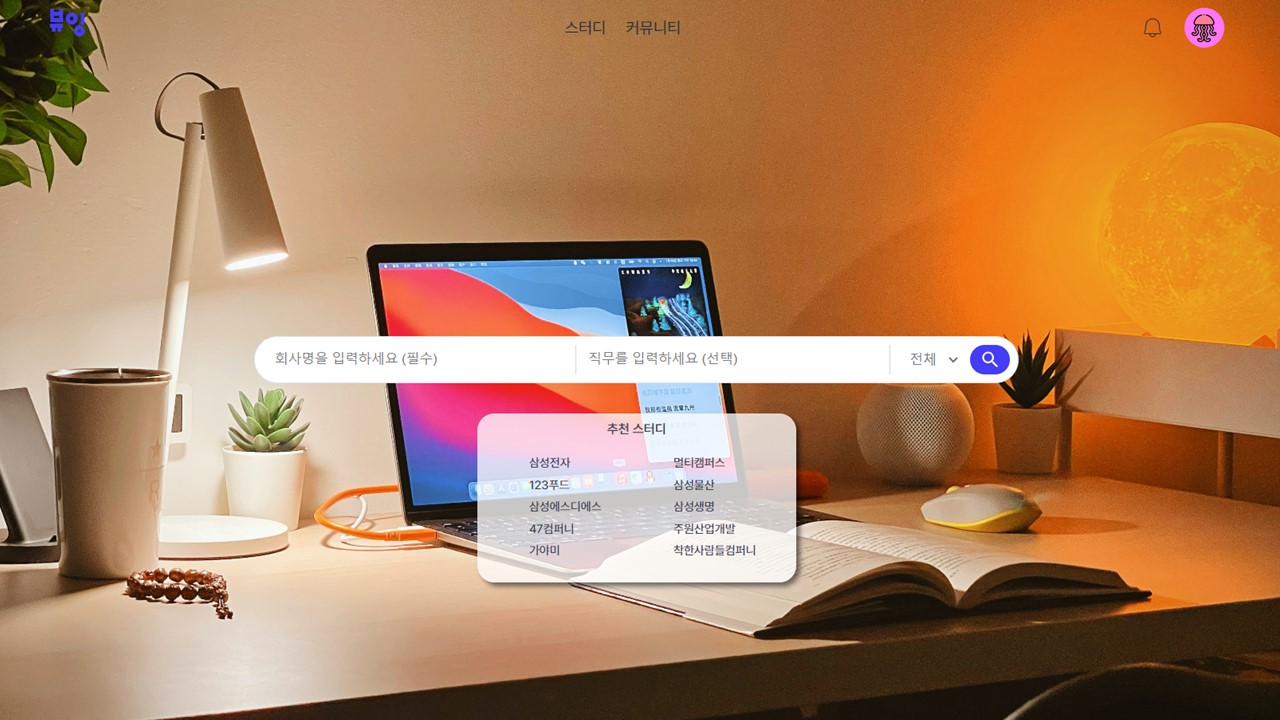 뷰잉
스터디 커뮤니티
회사명을 입력하세요 (필수) 직무를 입력하세요 (선택) 전체
추천 스터디
삼성전자 멀티캠퍼스
123푸드 삼성물산
삼성에스디에스 삼성생명
47컴퍼니 주원산업개발
가야미 착한사람들컴퍼니